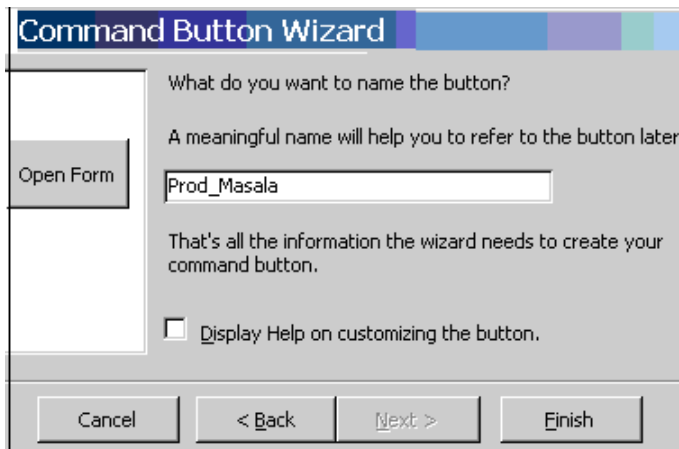 Command Button Wizard
What do you want to name the button?
A meaningful name will help you to refer to the button later
Open Form
Prod_Masala
That's all the information the wizard needs to create your
command button.
Display Help on customizing the button.
Cancel
< Back
Next >
Finish